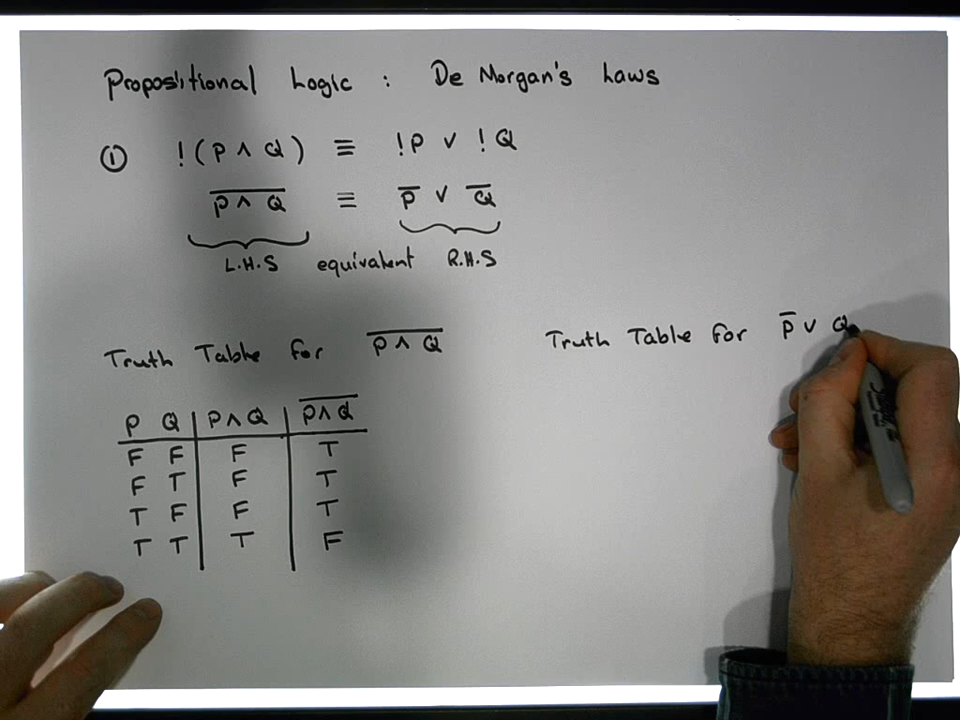 Propositional Logic : De Morgan's Laws
① !(P ∧ Q) ≡ !P ∨ !Q
P̅ ̅∧̅ ̅Q̅ ≡ P̅ ∨ Q̅
L.H.S equivalent R.H.S
Truth Table for P̅ ̅∧̅ ̅Q̅
Truth Table for P̅ ∨ Q
P Q P ∧ Q P̅∧̅Q̅
F F F T
F T F T
T F F T
T T T F